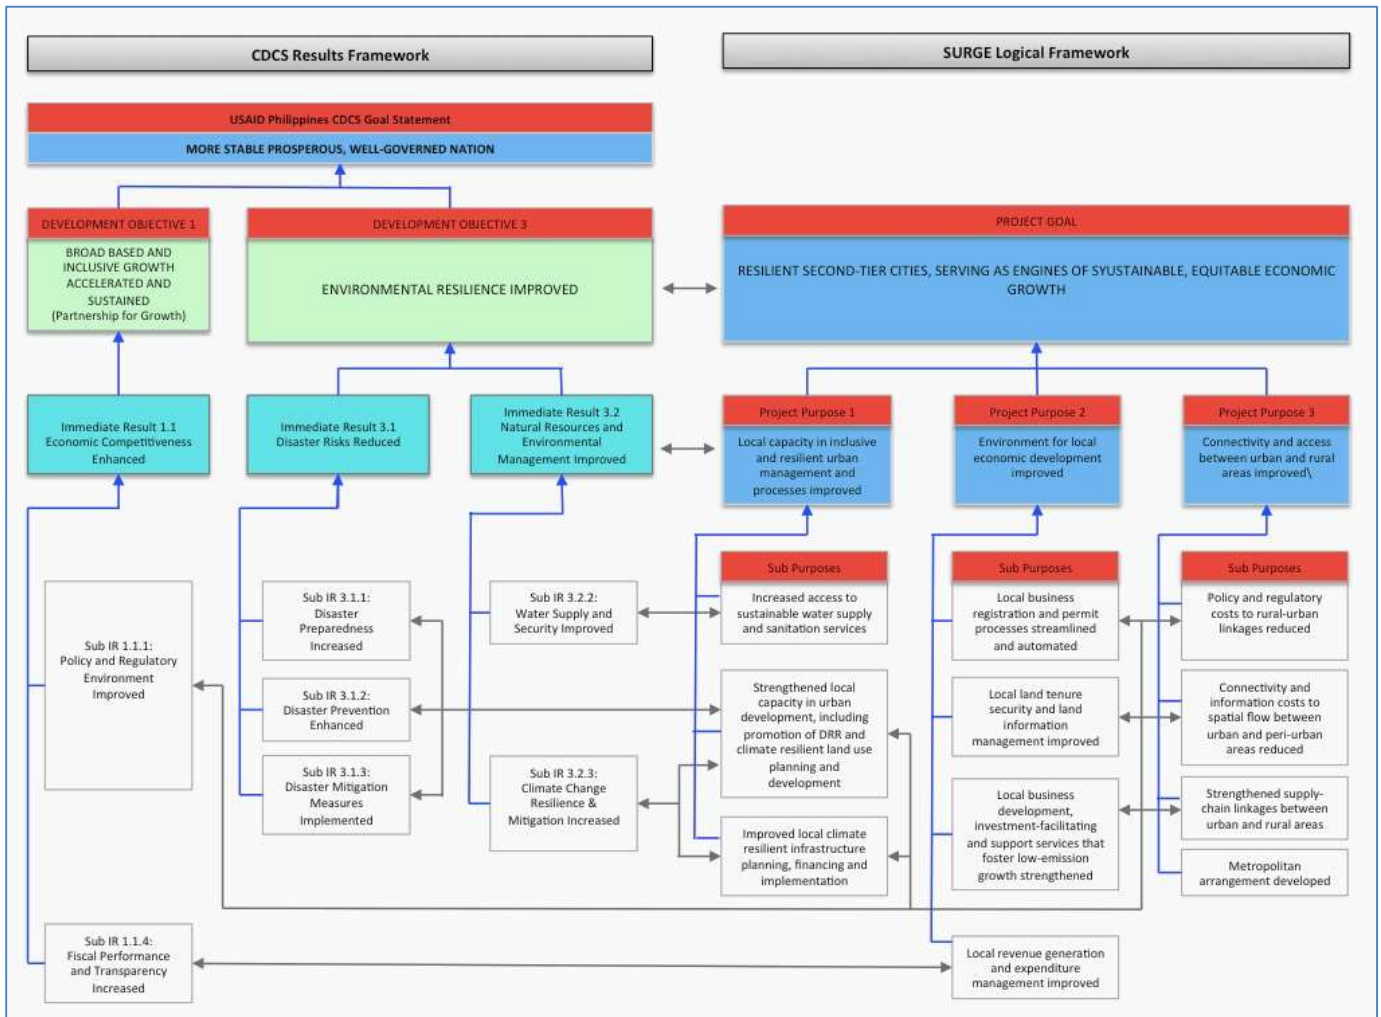 CDCS Results Framework
SURGE Logical Framework
USAID Philippines CDCS Goal Statement
MORE STABLE PROSPEROUS, WELL-GOVERNED NATION
DEVELOPMENT OBJECTIVE 1
BROAD BASED AND
INCLUSIVE GROWTH
ACCELERATED AND
SUSTAINED
(Partnership for Growth)
DEVELOPMENT OBJECTIVE 3
ENVIRONMENTAL RESILIENCE IMPROVED
PROJECT GOAL
RESILIENT SECOND-TIER CITIES, SERVING AS ENGINES OF SYUSTAINABLE, EQUITABLE ECONOMIC
GROWTH
Immediate Result 1.1
Economic Competitiveness
Enhanced
Immediate Result 3.1
Disaster Risks Reduced
Immediate Result 3.2
Natural Resources and
Environmental
Management Improved
Project Purpose 1
Local capacity in inclusive
and resilient urban
management and
processes improved
Project Purpose 2
Environment for local
economic development
improved
Project Purpose 3
Connectivity and access
between urban and rural
areas improved\
Sub IR 1.1.1:
Policy and Regulatory
Environment
Improved
Sub IR 1.1.4:
Fiscal Performance
and Transparency
Increased
Sub IR 3.1.1:
Disaster
Preparedness
Increased
Sub IR 3.1.2:
Disaster Prevention
Enhanced
Sub IR 3.1.3:
Disaster Mitigation
Measures
Implemented
Sub IR 3.2.2:
Water Supply and
Security Improved
Sub IR 3.2.3:
Climate Change
Resilience &
Mitigation Increased
Sub Purposes
Increased access to
sustainable water supply
and sanitation services
Strengthened local
capacity in urban
development, including
promotion of DRR and
climate resilient land use
planning and
development
Improved local climate
resilient infrastructure
planning, financing and
implementation
Sub Purposes
Local business
registration and permit
processes streamlined
and automated
Local land tenure
security and land
information
management improved
Local business
development,
investment-facilitating
and support services that
foster low-emission
growth strengthened
Local revenue generation
and expenditure
management improved
Sub Purposes
Policy and regulatory
costs to rural-urban
linkages reduced
Connectivity and
information costs to
spatial flow between
urban and peri-urban
areas reduced
Strengthened supply-
chain linkages between
urban and rural areas
Metropolitan
arrangement developed